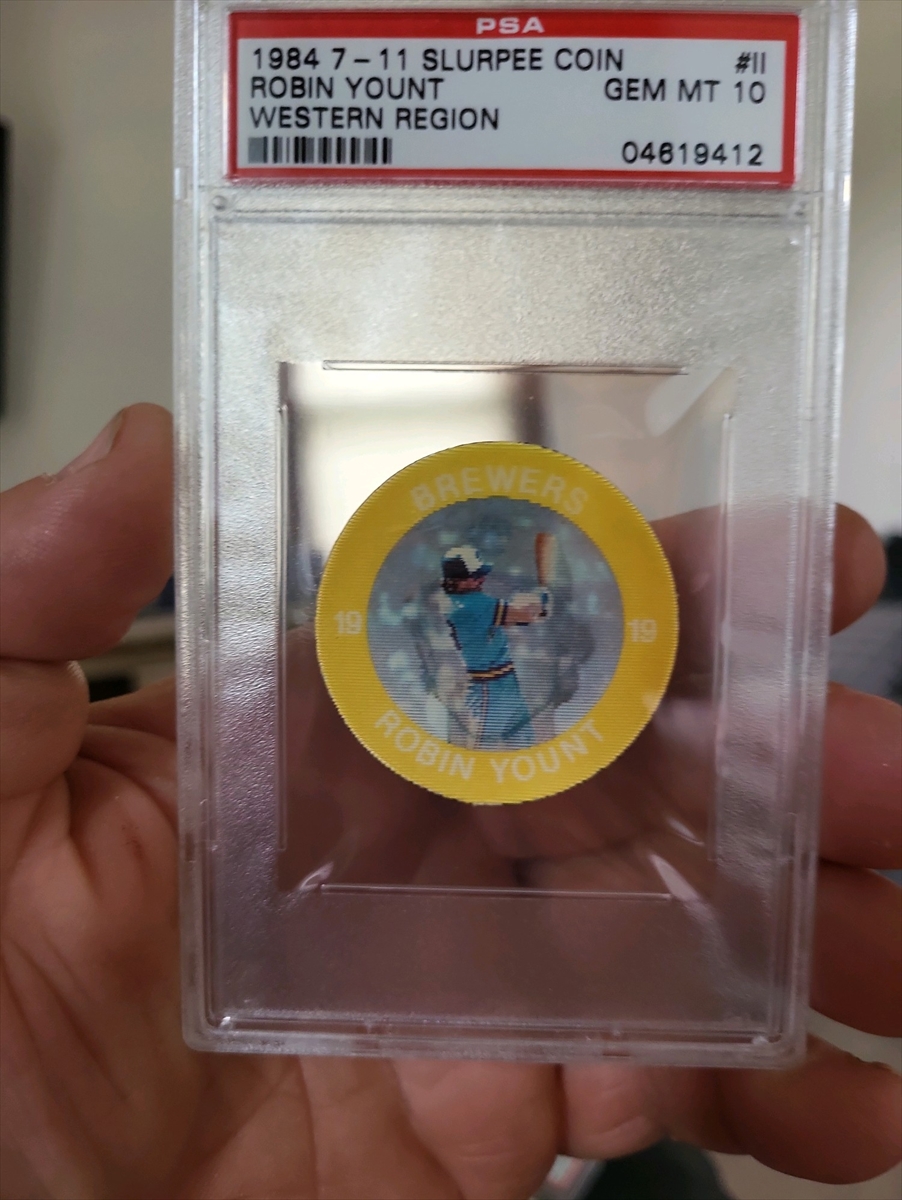 PSA
1984 7-11 SLURPEE COIN #II
ROBIN YOUNT GEM MT 10
WESTERN REGION
04619412
BREWERS
19 19
ROBIN YOUNT